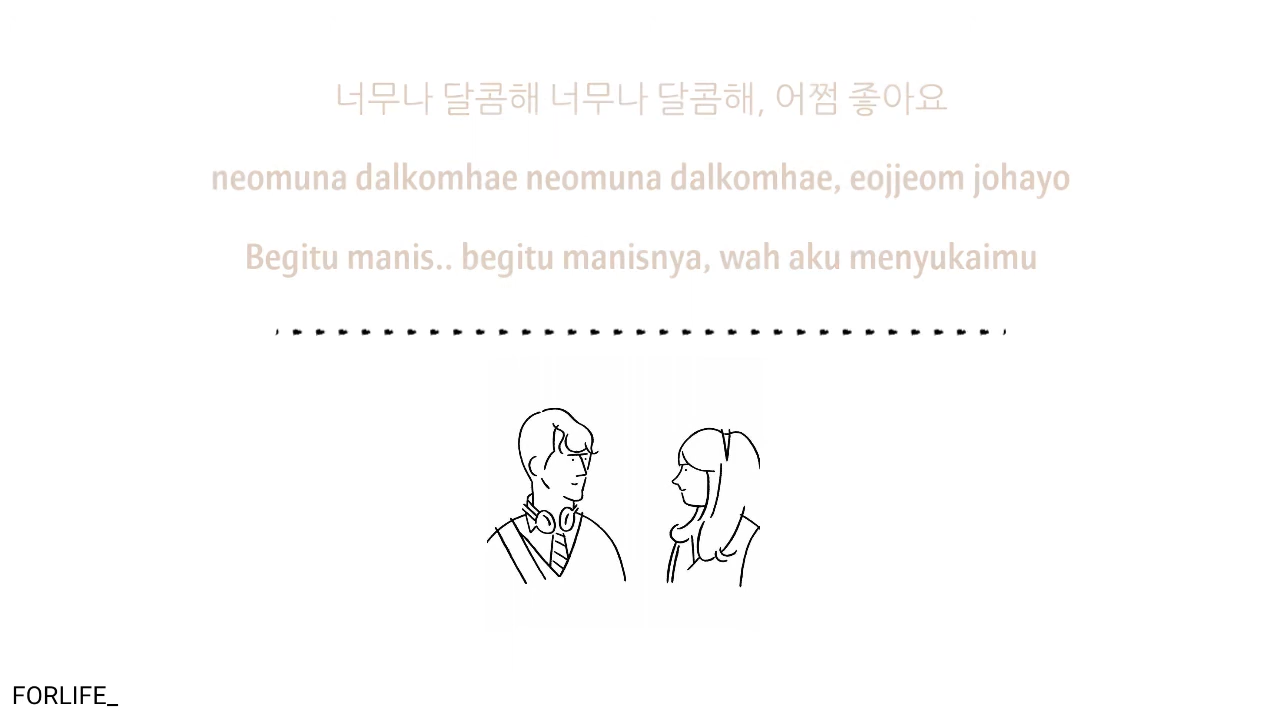 너무나 달콤해 너무나 달콤해, 어쩜 좋아요
neomuna dalkomhae neomuna dalkomhae, eojjeom johayo
Begitu manis.. begitu manisnya, wah aku menyukaimu
FORLIFE_